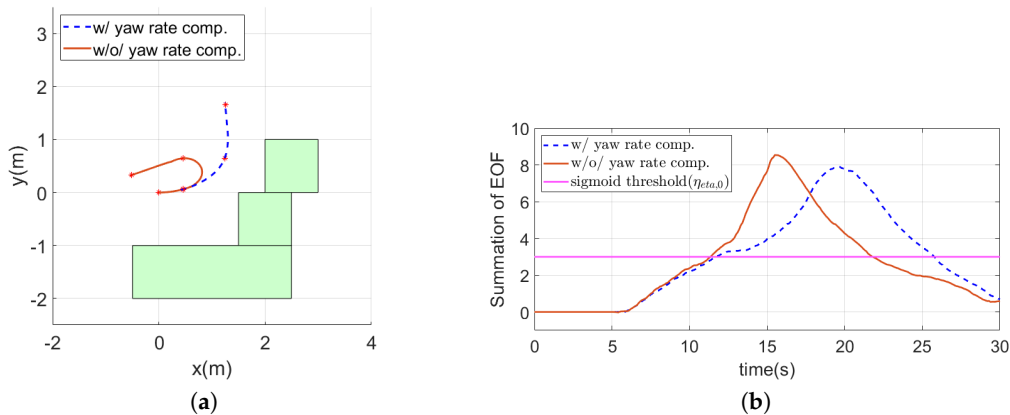 w/ yaw rate comp.
w/o/ yaw rate comp.
3
2
1
0
-1
-2
y(m)
-2
0
2
4
x(m)
(a)
w/ yaw rate comp.
w/o/ yaw rate comp.
sigmoid threshold(η_{eta,0})
10
8
6
4
2
0
Summation of EOF
0
5
10
15
20
25
30
time(s)
(b)